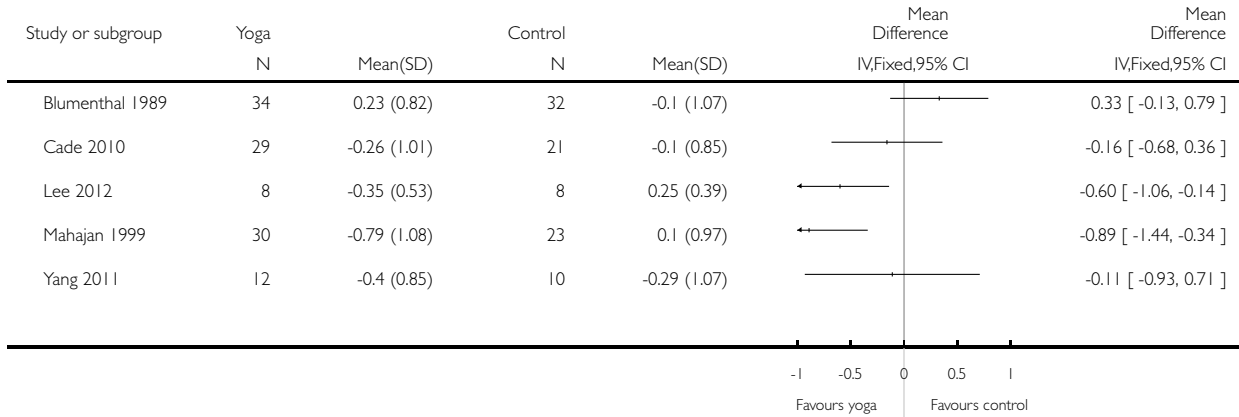 Study or subgroup Yoga Control Mean Difference Mean Difference
N Mean(SD) N Mean(SD) IV,Fixed,95% CI IV,Fixed,95% CI
Blumenthal 1989 34 0.23 (0.82) 32 -0.1 (1.07) 0.33 [ -0.13, 0.79 ]
Cade 2010 29 -0.26 (1.01) 21 -0.1 (0.85) -0.16 [ -0.68, 0.36 ]
Lee 2012 8 -0.35 (0.53) 8 0.25 (0.39) -0.60 [ -1.06, -0.14 ]
Mahajan 1999 30 -0.79 (1.08) 23 0.1 (0.97) -0.89 [ -1.44, -0.34 ]
Yang 2011 12 -0.4 (0.85) 10 -0.29 (1.07) -0.11 [ -0.93, 0.71 ]
-1 -0.5 0 0.5 1
Favours yoga Favours control